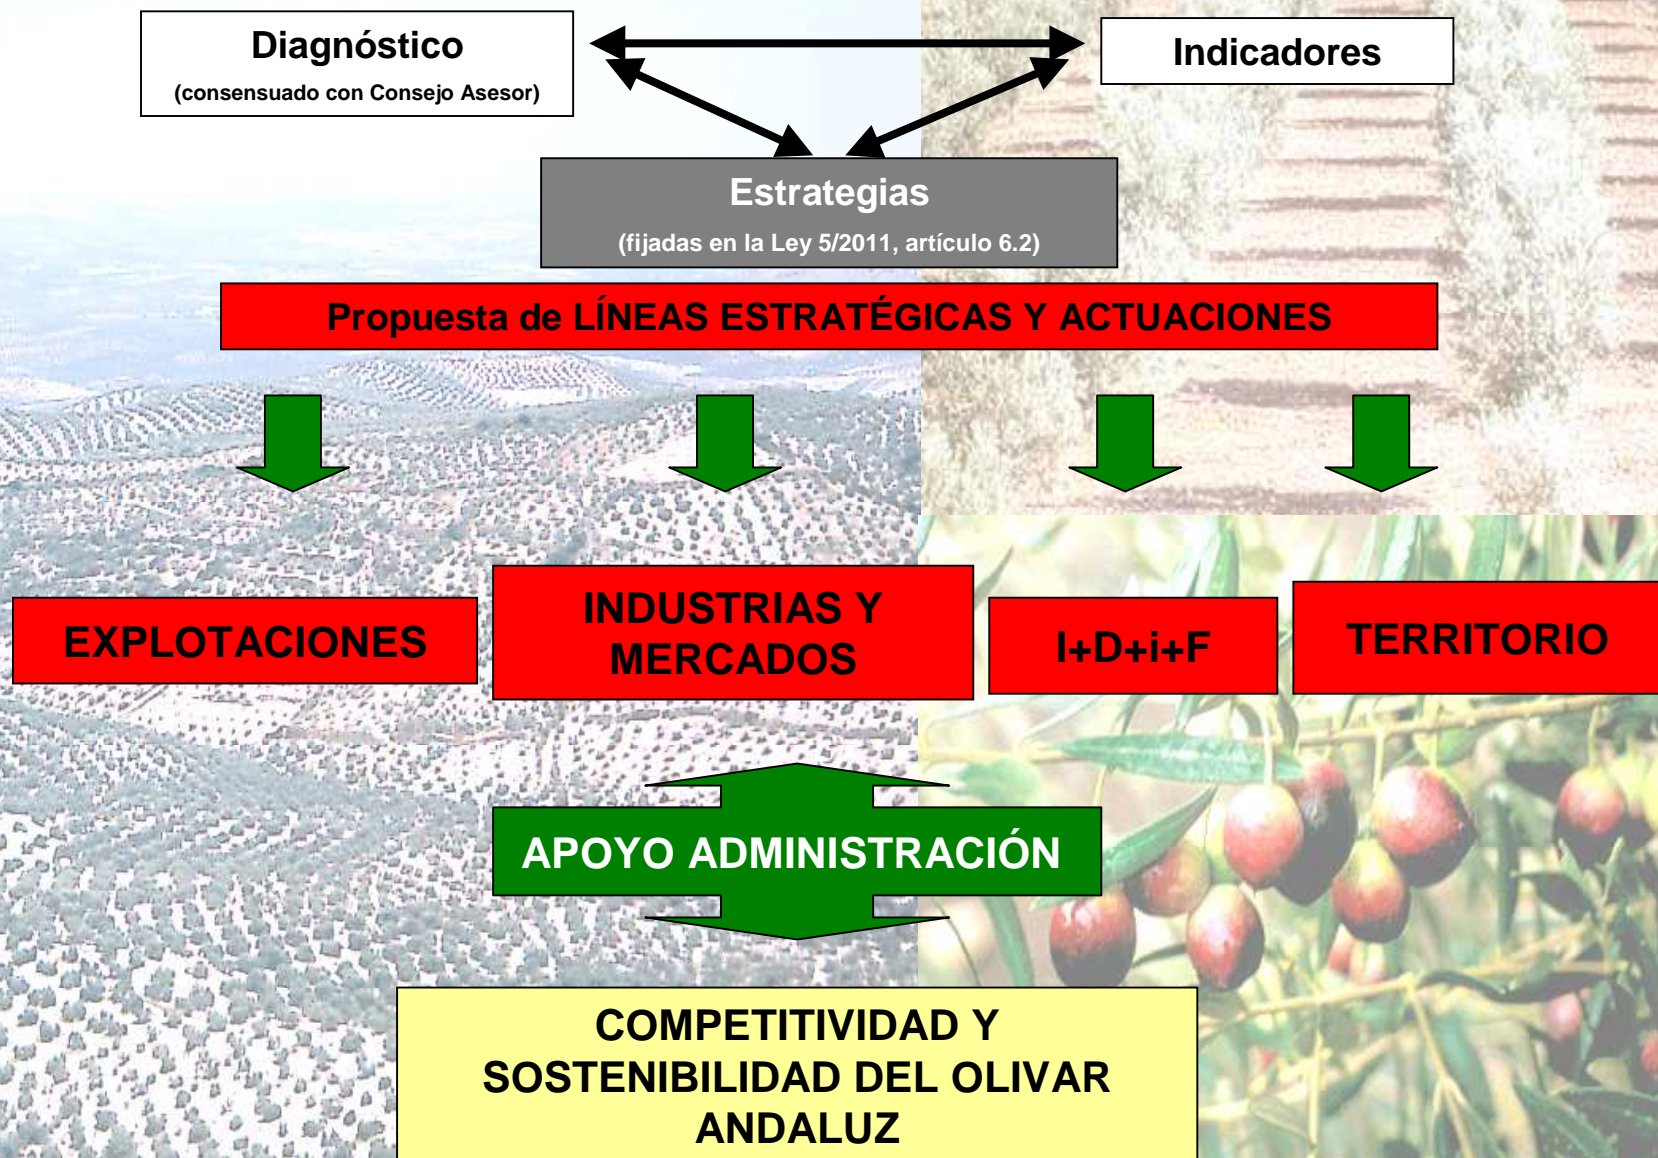 Diagnóstico
(consensuado con Consejo Asesor)
Indicadores
Estrategias
(fijadas en la Ley 5/2011, artículo 6.2)
Propuesta de LÍNEAS ESTRATÉGICAS Y ACTUACIONES
EXPLOTACIONES
INDUSTRIAS Y
MERCADOS
I+D+i+F
TERRITORIO
APOYO ADMINISTRACIÓN
COMPETITIVIDAD Y
SOSTENIBILIDAD DEL OLIVAR
ANDALUZ